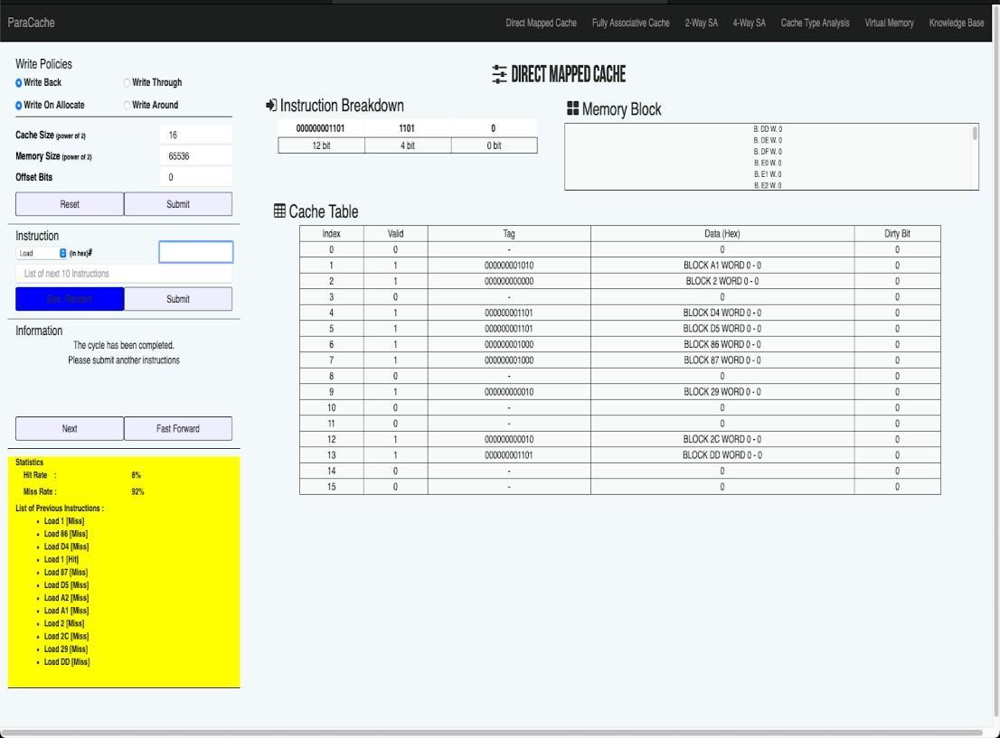 ParaCache Direct Mapped Cache Fully Associative Cache 2-Way SA 4-Way SA Cache Type Analysis Virtual Memory Knowledge Base
Write Policies
Write Back Write Through
Write On Allocate Write Around
Cache Size (power of 2) 16
Memory Size (power of 2) 65536
Offset Bits 0
Reset Submit
Instruction
Load (in hex)#
List of next 10 Instructions
Gen. Random Submit
Information
The cycle has been completed.
Please submit another instructions
Next Fast Forward
Statistics
Hit Rate : 8%
Miss Rate : 92%
List of Previous Instructions :
• Load 1 [Miss]
• Load 86 [Miss]
• Load D4 [Miss]
• Load 1 [Hit]
• Load 87 [Miss]
• Load D5 [Miss]
• Load A2 [Miss]
• Load A1 [Miss]
• Load 2 [Miss]
• Load 2C [Miss]
• Load 29 [Miss]
• Load DD [Miss]
DIRECT MAPPED CACHE
Instruction Breakdown
000000001101 1101 0
12 bit 4 bit 0 bit
Memory Block
B. DD W. 0
B. DE W. 0
B. DF W. 0
B. E0 W. 0
B. E1 W. 0
B. E2 W. 0
Cache Table
Index Valid Tag Data (Hex) Dirty Bit
0 0 - 0 0
1 1 000000001010 BLOCK A1 WORD 0 - 0 0
2 1 000000000000 BLOCK 2 WORD 0 - 0 0
3 0 - 0 0
4 1 000000001101 BLOCK D4 WORD 0 - 0 0
5 1 000000001101 BLOCK D5 WORD 0 - 0 0
6 1 000000001000 BLOCK 86 WORD 0 - 0 0
7 1 000000001000 BLOCK 87 WORD 0 - 0 0
8 0 - 0 0
9 1 000000000010 BLOCK 29 WORD 0 - 0 0
10 0 - 0 0
11 0 - 0 0
12 1 000000000010 BLOCK 2C WORD 0 - 0 0
13 1 000000001101 BLOCK DD WORD 0 - 0 0
14 0 - 0 0
15 0 - 0 0